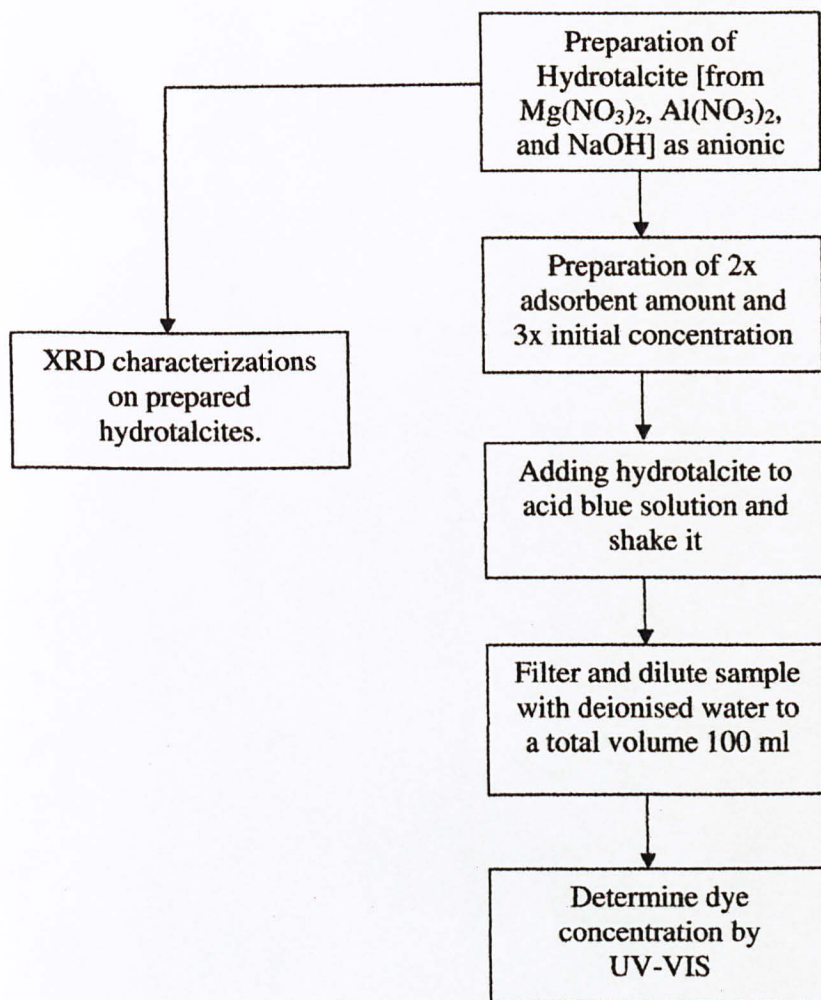 Preparation of
Hydrotalcite [from
Mg(NO₃)₂, Al(NO₃)₂,
and NaOH] as anionic
Preparation of 2x
adsorbent amount and
3x initial concentration
XRD characterizations
on prepared
hydrotalcites.
Adding hydrotalcite to
acid blue solution and
shake it
Filter and dilute sample
with deionised water to
a total volume 100 ml
Determine dye
concentration by
UV-VIS